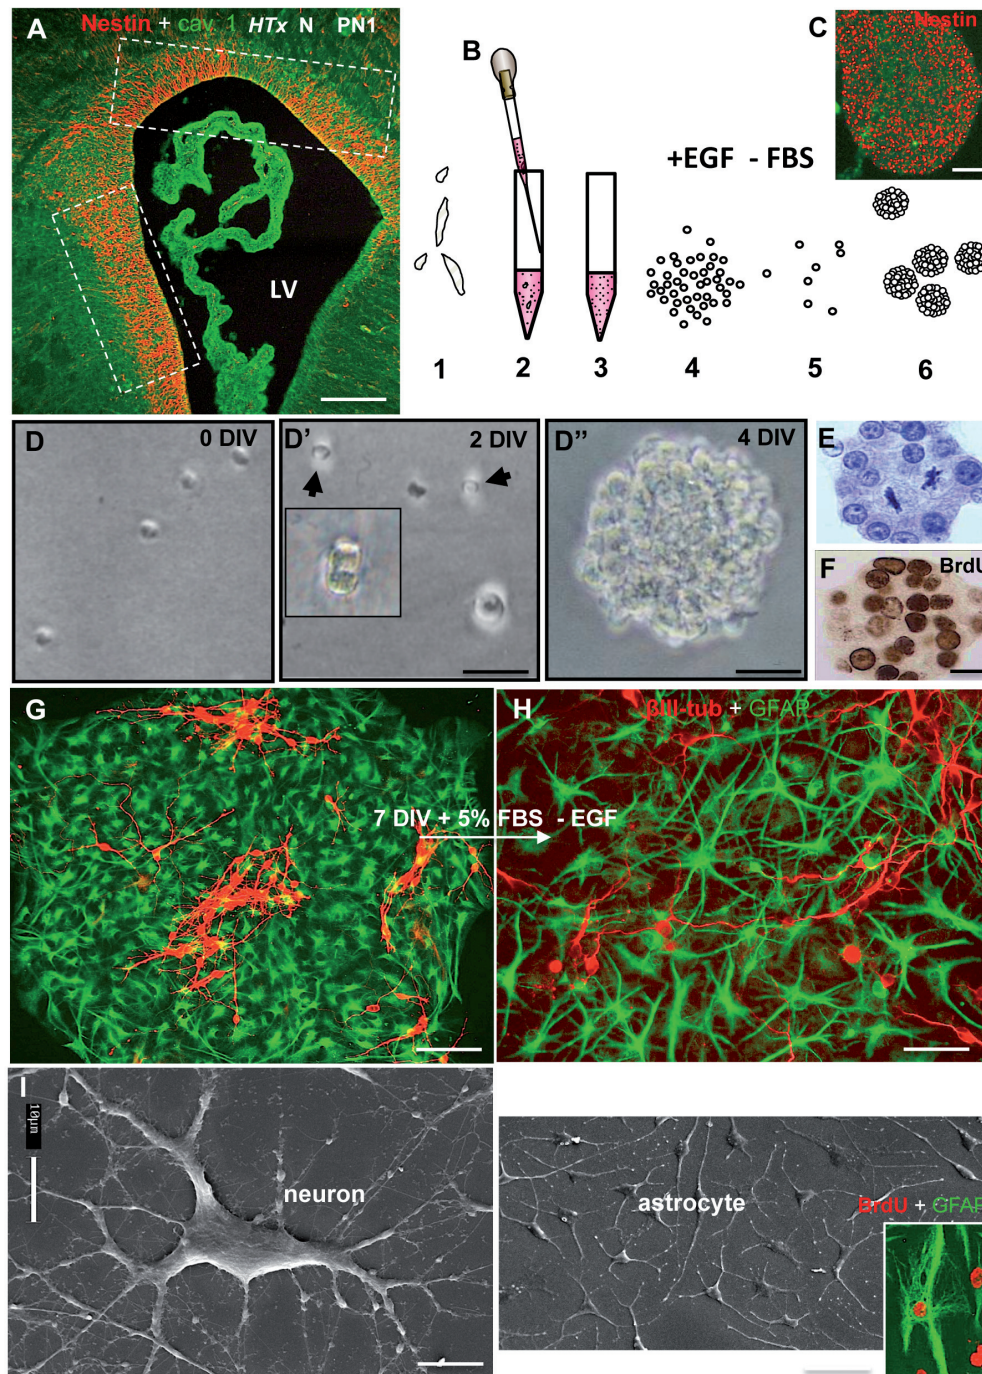 A Nestin + cav. 1 HTx N PN1
LV
B
+EGF - FBS
1 2 3 4 5 6
C Nestin
D 0 DIV
D' 2 DIV
D" 4 DIV
E
F BrdU
G
7 DIV + 5% FBS - EGF
H βIII-tub + GFAP
I
10µm
neuron
astrocyte
BrdU + GFAP